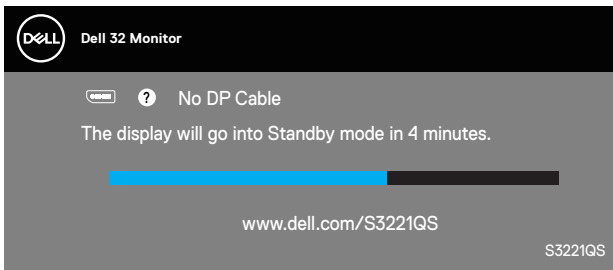 DELL
Dell 32 Monitor
? No DP Cable
The display will go into Standby mode in 4 minutes.
www.dell.com/S3221QS
S3221QS